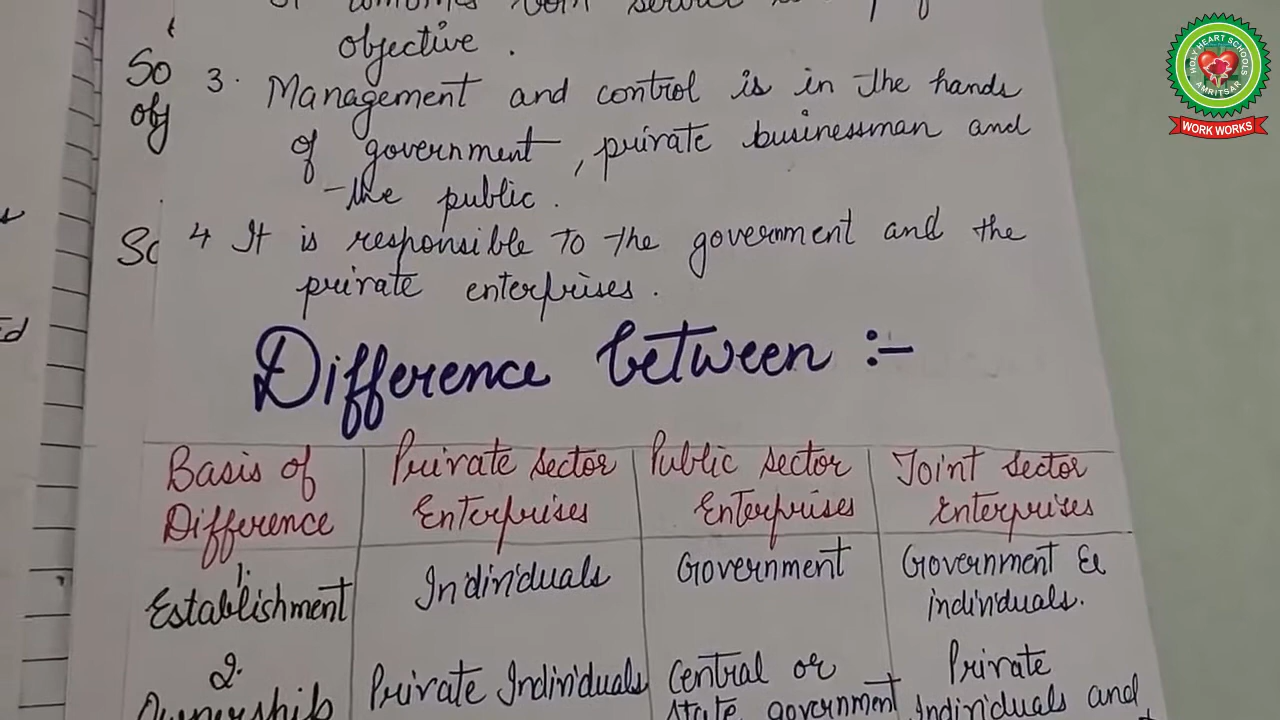 objective.
So
obj
3. Management and control is in the hands
of government, private businessman and
the public.
4 It is responsible to the government and the
private enterprises.
Difference between :-
Basis of Difference | Private sector Enterprises | Public sector Enterprises | Joint sector Enterprises
1. Establishment | Individuals | Government | Government & individuals.
2. Ownership | Private Individuals | Central or state government | Private Individuals and
HOLY HEART SCHOOLS
AMRITSAR
WORK WORKS